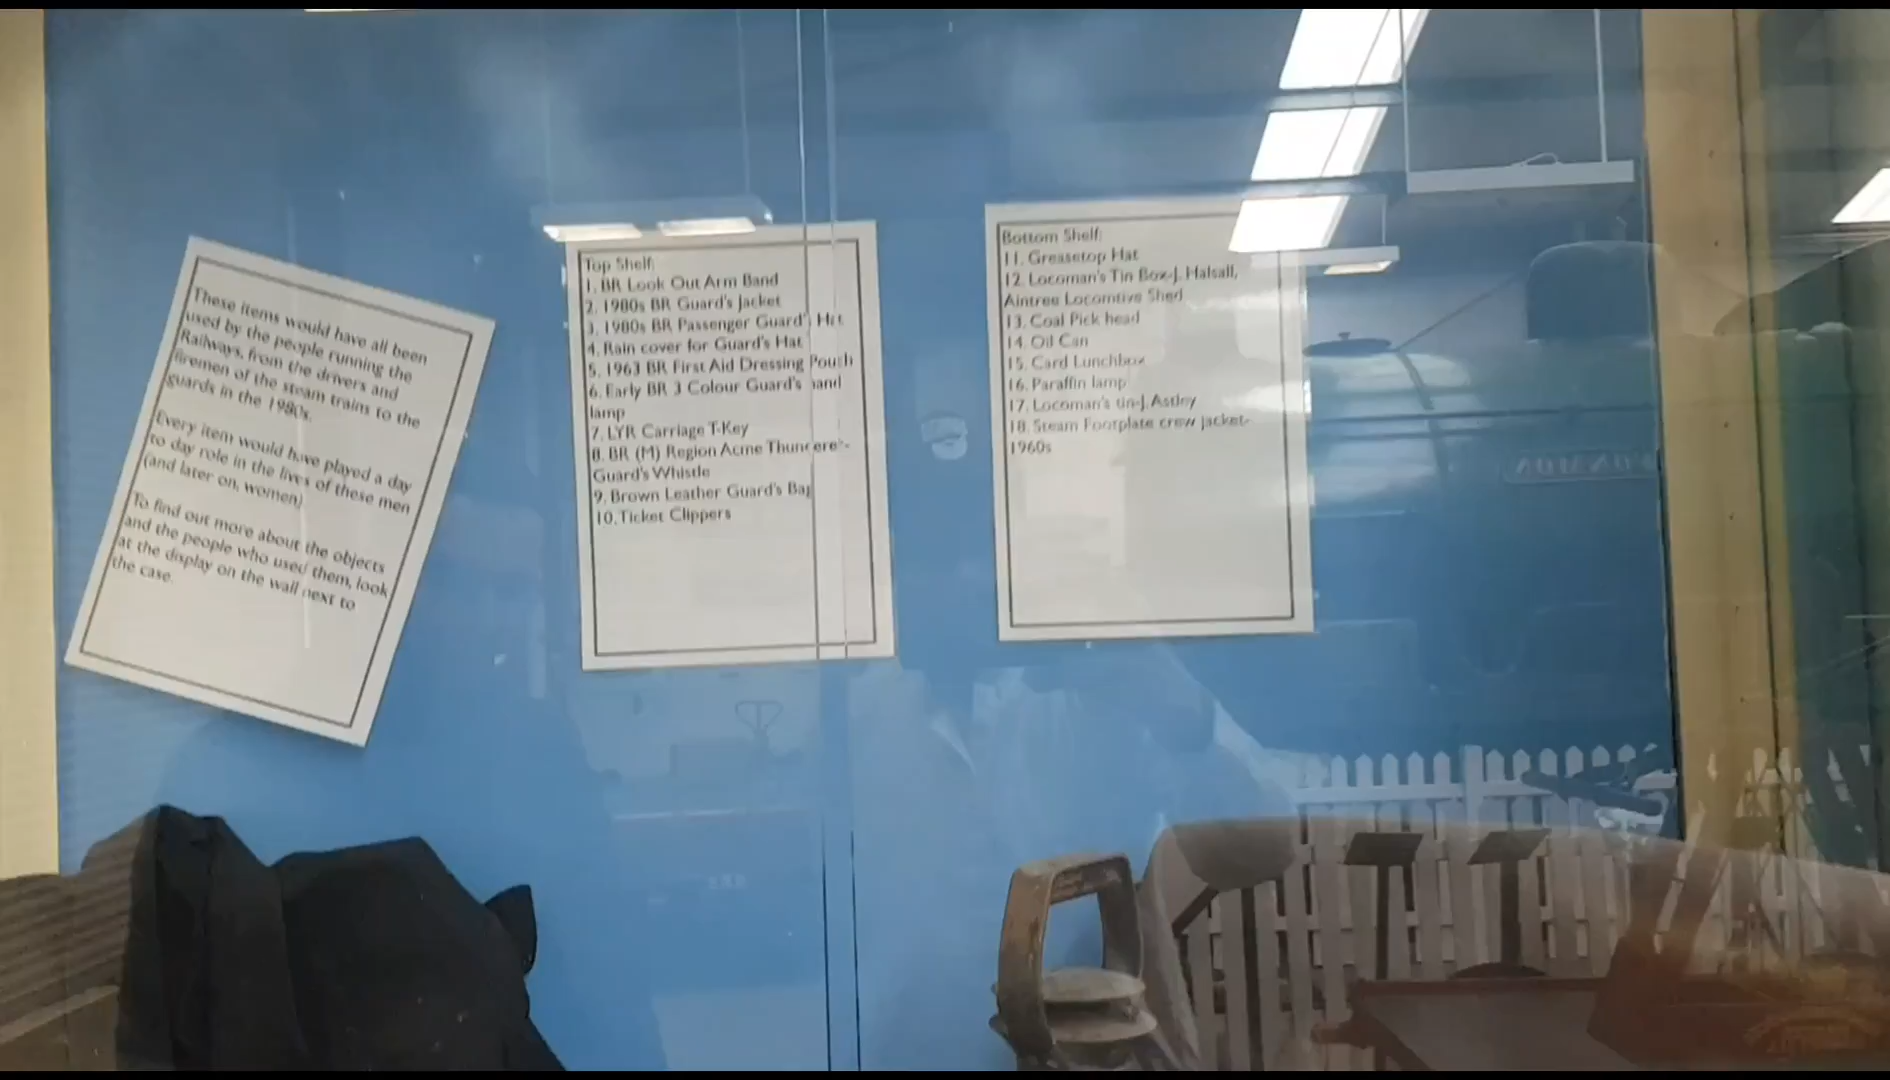 These items would have all been
used by the people running the
Railways, from the drivers and
firemen of the steam trains to the
guards in the 1980s.
Every item would have played a day
to day role in the lives of these men
(and later on, women)
To find out more about the objects
and the people who used them, look
at the display on the wall next to
the case.
Top Shelf:
1. BR Look Out Arm Band
2. 1980s BR Guard's Jacket
3. 1980s BR Passenger Guard's Hat
4. Rain cover for Guard's Hat
5. 1963 BR First Aid Dressing Pouch
6. Early BR 3 Colour Guard's hand
lamp
7. LYR Carriage T-Key
8. BR (M) Region Acme Thunderer-
Guard's Whistle
9. Brown Leather Guard's Bag
10. Ticket Clippers
Bottom Shelf:
11. Greasetop Hat
12. Locoman's Tin Box-J. Halsall,
Aintree Locomtive Shed
13. Coal Pick head
14. Oil Can
15. Card Lunchbox
16. Paraffin lamp
17. Locoman's tin-J. Astley
18. Steam Footplate crew jacket-
1960s